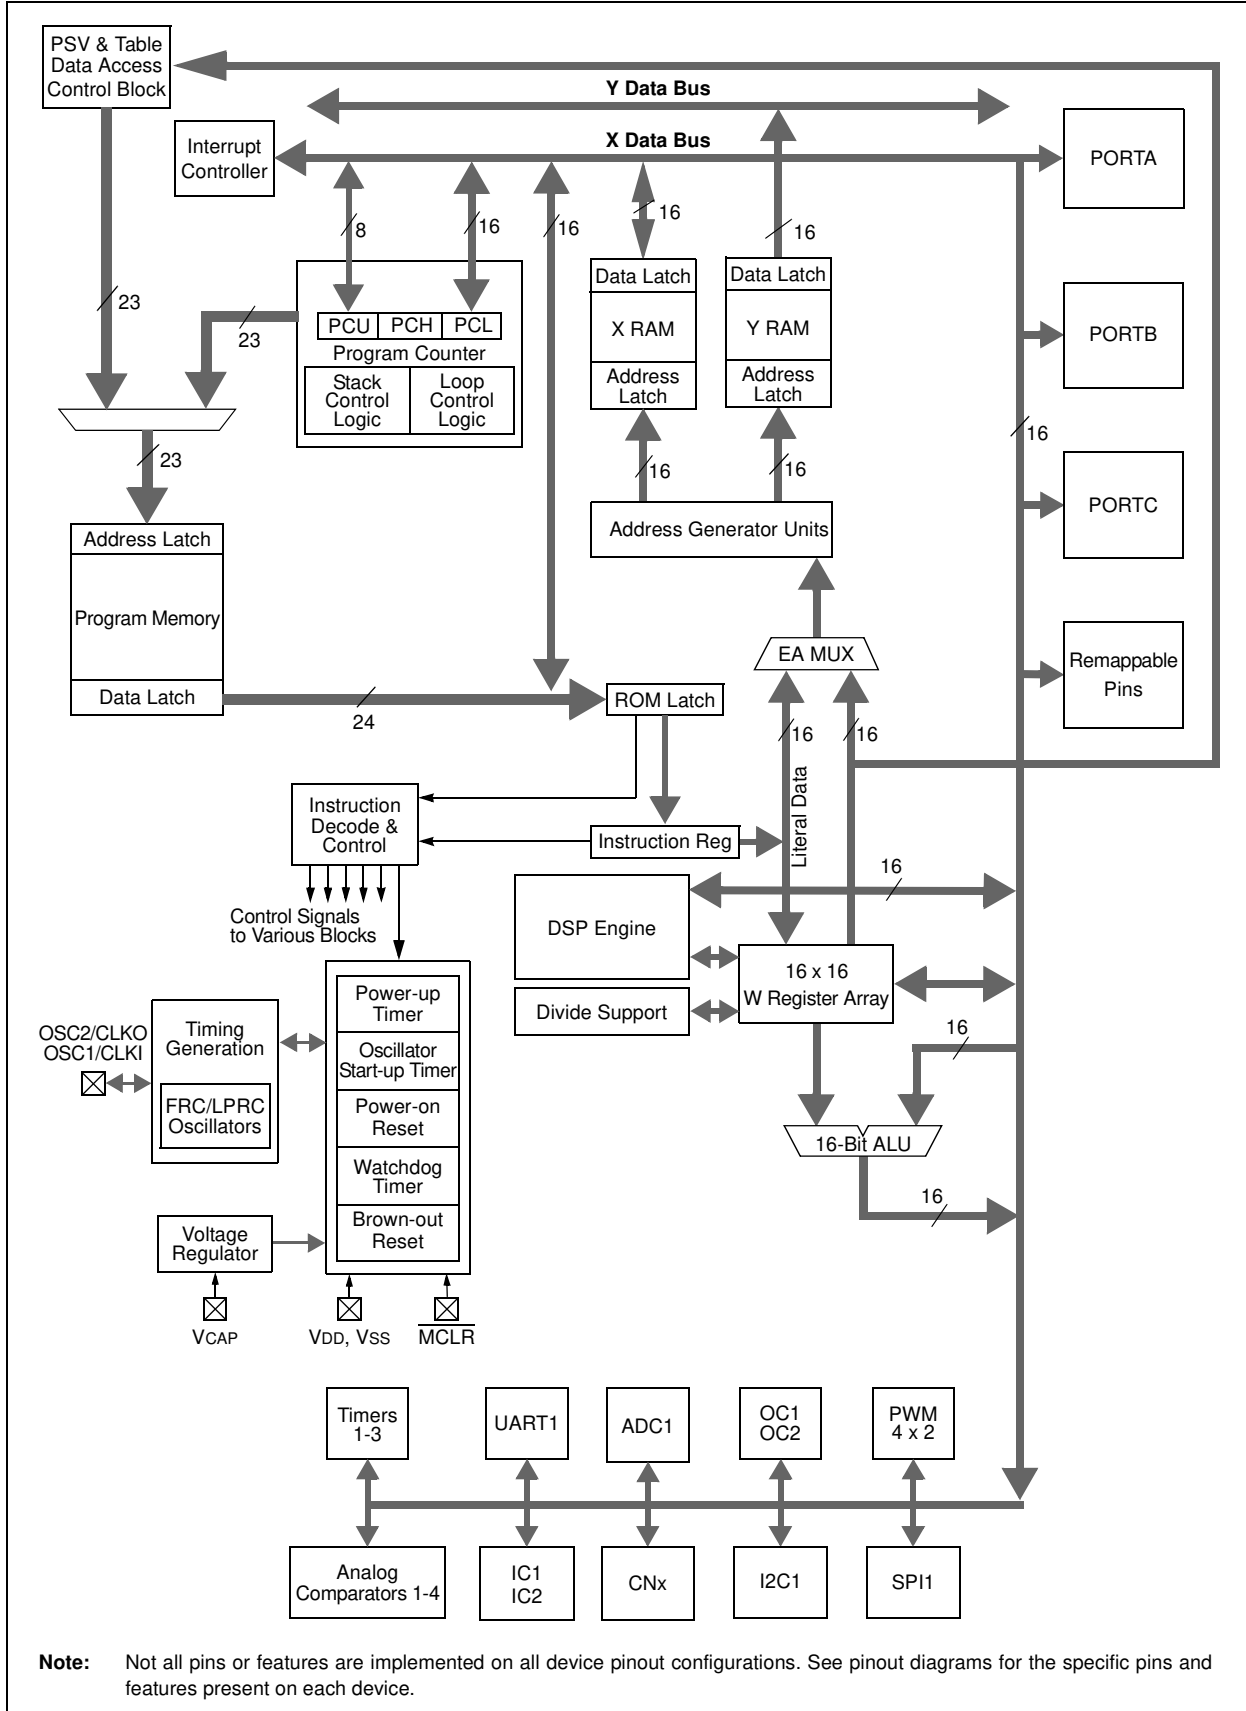 PSV & Table
Data Access
Control Block
Y Data Bus
Interrupt
Controller
X Data Bus
PORTA
8
16
16
16
16
Data Latch
X RAM
Address
Latch
Data Latch
Y RAM
Address
Latch
23
23
PCU PCH PCL
Program Counter
Stack
Control
Logic
Loop
Control
Logic
PORTB
23
16
16
16
Address Generator Units
PORTC
Address Latch
Program Memory
Data Latch
24
EA MUX
ROM Latch
16
16
Remappable
Pins
Instruction
Decode &
Control
Instruction Reg
Literal Data
Control Signals
to Various Blocks
16
DSP Engine
16 x 16
W Register Array
Divide Support
OSC2/CLKO
OSC1/CLKI
Timing
Generation
FRC/LPRC
Oscillators
Power-up
Timer
Oscillator
Start-up Timer
Power-on
Reset
Watchdog
Timer
Brown-out
Reset
16
16-Bit ALU
16
Voltage
Regulator
VCAP
VDD, VSS
MCLR
Timers
1-3
UART1
ADC1
OC1
OC2
PWM
4 x 2
Analog
Comparators 1-4
IC1
IC2
CNx
I2C1
SPI1
Note: Not all pins or features are implemented on all device pinout configurations. See pinout diagrams for the specific pins and
features present on each device.